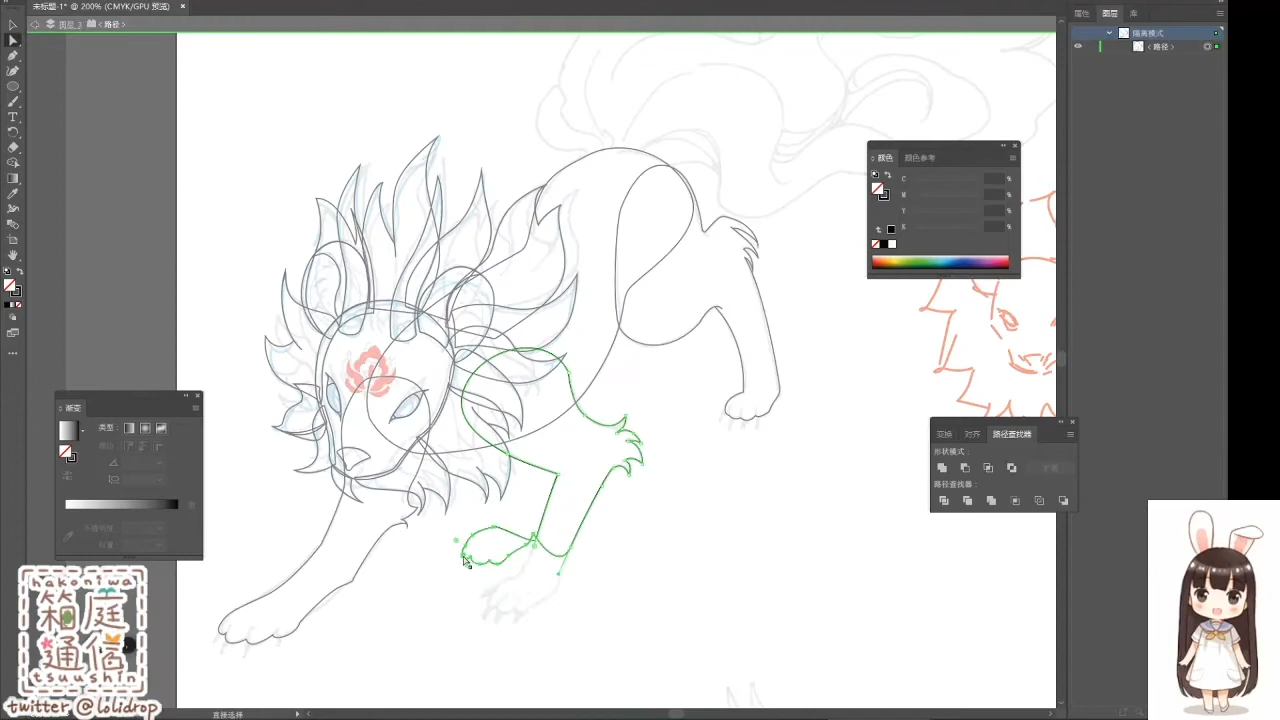 未标题-1* @ 200% (CMYK/GPU 预览) ×
图层_3 <路径>
属性 图层 库
隔离模式
<路径>
颜色 颜色参考
C %
M %
Y %
K %
渐变
类型:
变换 对齐 路径查找器
形状模式:
路径查找器:
直接选择
hakoniwa
箱庭
通信
tsuushin
twitter @lolidrop